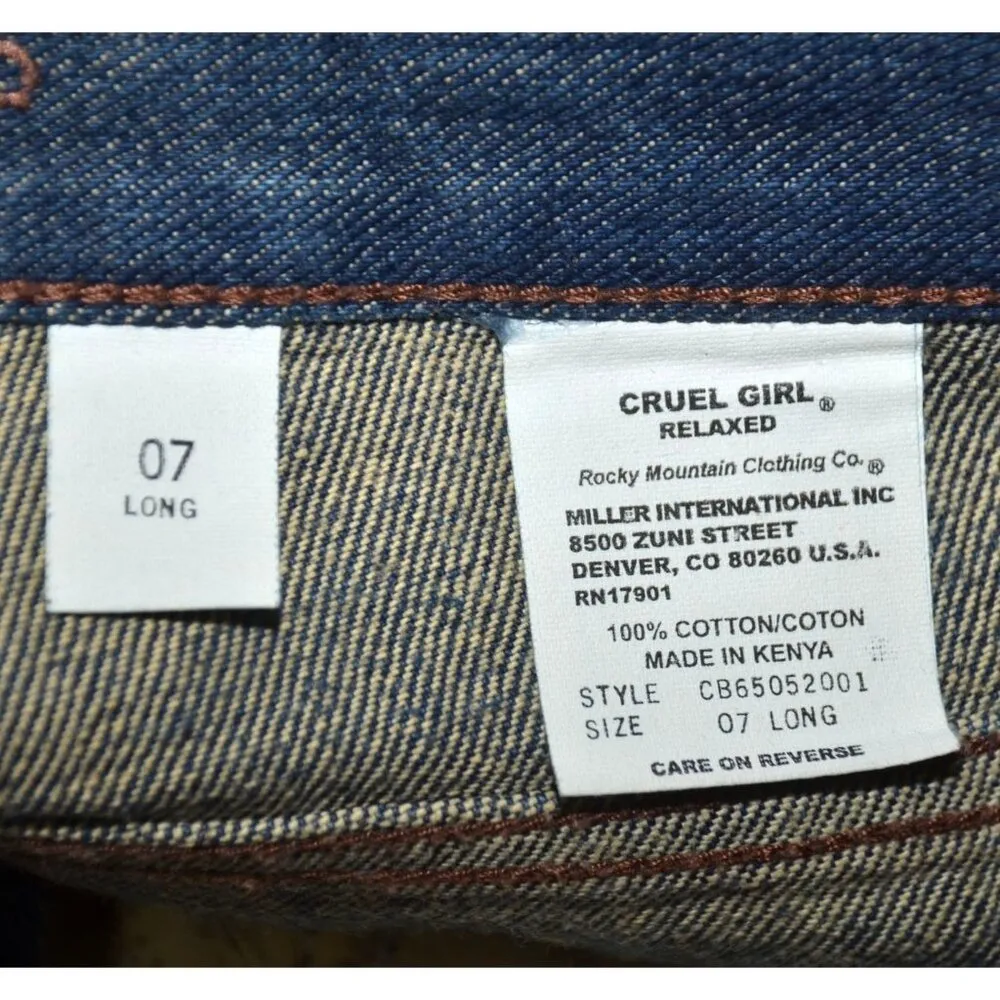 07
LONG
CRUEL GIRL®
RELAXED
Rocky Mountain Clothing Co.®
MILLER INTERNATIONAL INC
8500 ZUNI STREET
DENVER, CO 80260 U.S.A.
RN17901
100% COTTON/COTON
MADE IN KENYA
STYLE CB65052001
SIZE 07 LONG
CARE ON REVERSE